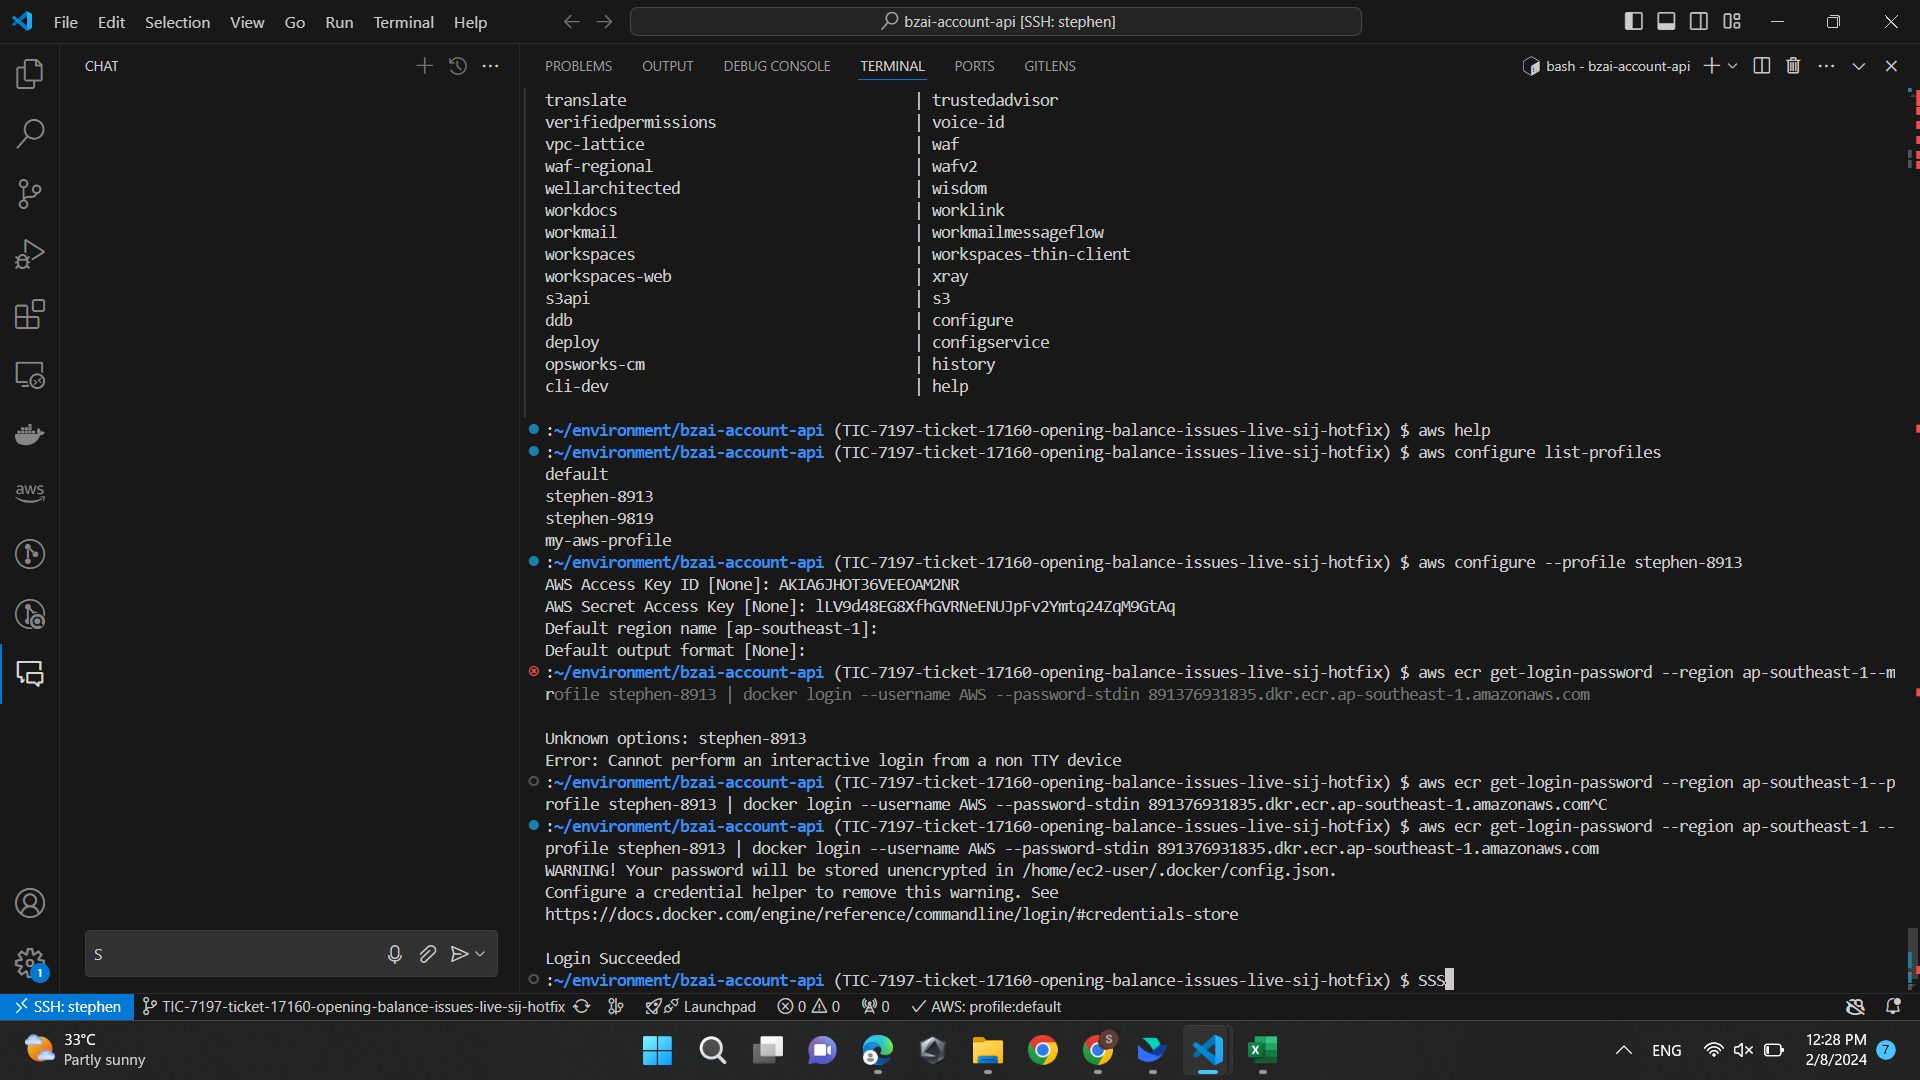 File Edit Selection View Go Run Terminal Help
bzai-account-api [SSH: stephen]
CHAT
PROBLEMS OUTPUT DEBUG CONSOLE TERMINAL PORTS GITLENS
bash - bzai-account-api
translate | trustedadvisor
verifiedpermissions | voice-id
vpc-lattice | waf
waf-regional | wafv2
wellarchitected | wisdom
workdocs | worklink
workmail | workmailmessageflow
workspaces | workspaces-thin-client
workspaces-web | xray
s3api | s3
ddb | configure
deploy | configservice
opsworks-cm | history
cli-dev | help
:~/environment/bzai-account-api (TIC-7197-ticket-17160-opening-balance-issues-live-sij-hotfix) $ aws help
:~/environment/bzai-account-api (TIC-7197-ticket-17160-opening-balance-issues-live-sij-hotfix) $ aws configure list-profiles
default
stephen-8913
stephen-9819
my-aws-profile
:~/environment/bzai-account-api (TIC-7197-ticket-17160-opening-balance-issues-live-sij-hotfix) $ aws configure --profile stephen-8913
AWS Access Key ID [None]: [credential redacted]
AWS Secret Access Key [None]: [credential redacted]
Default region name [ap-southeast-1]:
Default output format [None]:
:~/environment/bzai-account-api (TIC-7197-ticket-17160-opening-balance-issues-live-sij-hotfix) $ aws ecr get-login-password --region ap-southeast-1--m
rofile stephen-8913 | docker login --username AWS --password-stdin 891376931835.dkr.ecr.ap-southeast-1.amazonaws.com
Unknown options: stephen-8913
Error: Cannot perform an interactive login from a non TTY device
:~/environment/bzai-account-api (TIC-7197-ticket-17160-opening-balance-issues-live-sij-hotfix) $ aws ecr get-login-password --region ap-southeast-1--p
rofile stephen-8913 | docker login --username AWS --password-stdin 891376931835.dkr.ecr.ap-southeast-1.amazonaws.com^C
:~/environment/bzai-account-api (TIC-7197-ticket-17160-opening-balance-issues-live-sij-hotfix) $ aws ecr get-login-password --region ap-southeast-1 --
profile stephen-8913 | docker login --username AWS --password-stdin 891376931835.dkr.ecr.ap-southeast-1.amazonaws.com
WARNING! Your password will be stored unencrypted in /home/ec2-user/.docker/config.json.
Configure a credential helper to remove this warning. See
https://docs.docker.com/engine/reference/commandline/login/#credentials-store
Login Succeeded
:~/environment/bzai-account-api (TIC-7197-ticket-17160-opening-balance-issues-live-sij-hotfix) $ SSS
aws
S
1
SSH: stephen TIC-7197-ticket-17160-opening-balance-issues-live-sij-hotfix Launchpad 0 0 0 AWS: profile:default
33°C
Partly sunny
S
ENG
12:28 PM
2/8/2024
7